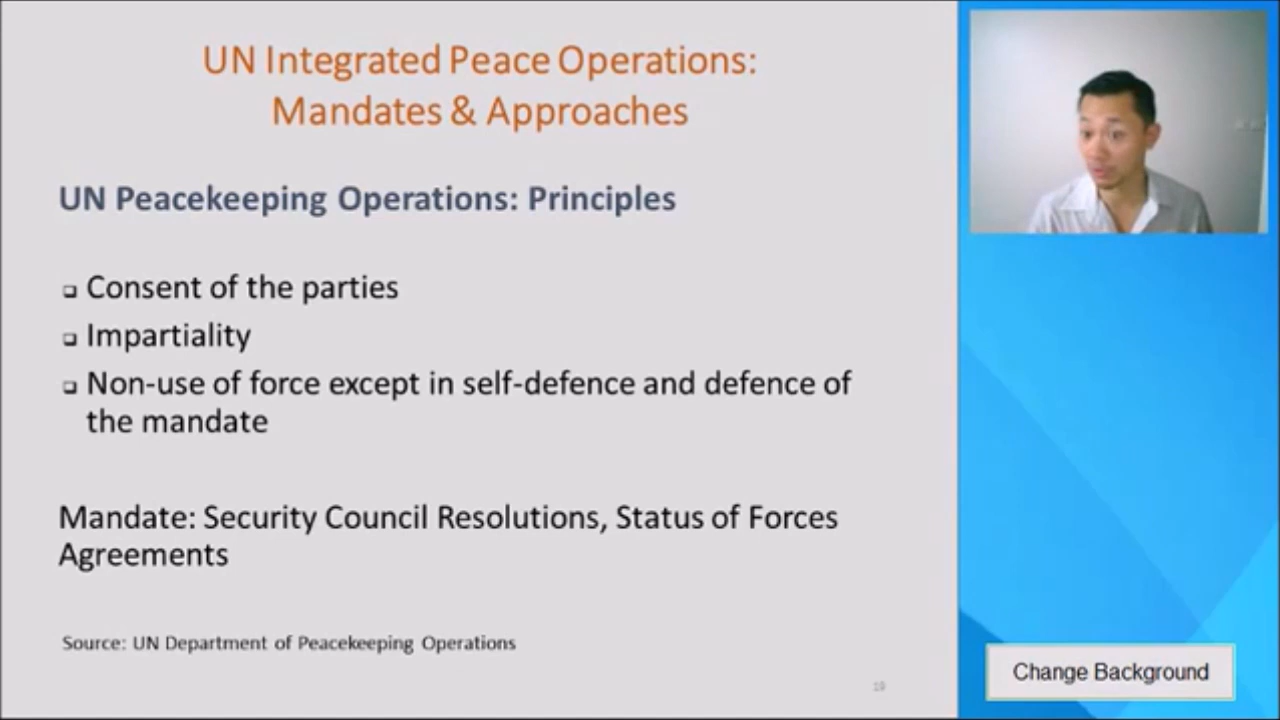 UN Integrated Peace Operations:
Mandates & Approaches
UN Peacekeeping Operations: Principles
Consent of the parties
Impartiality
Non-use of force except in self-defence and defence of
the mandate
Mandate: Security Council Resolutions, Status of Forces
Agreements
Source: UN Department of Peacekeeping Operations
19
Change Background